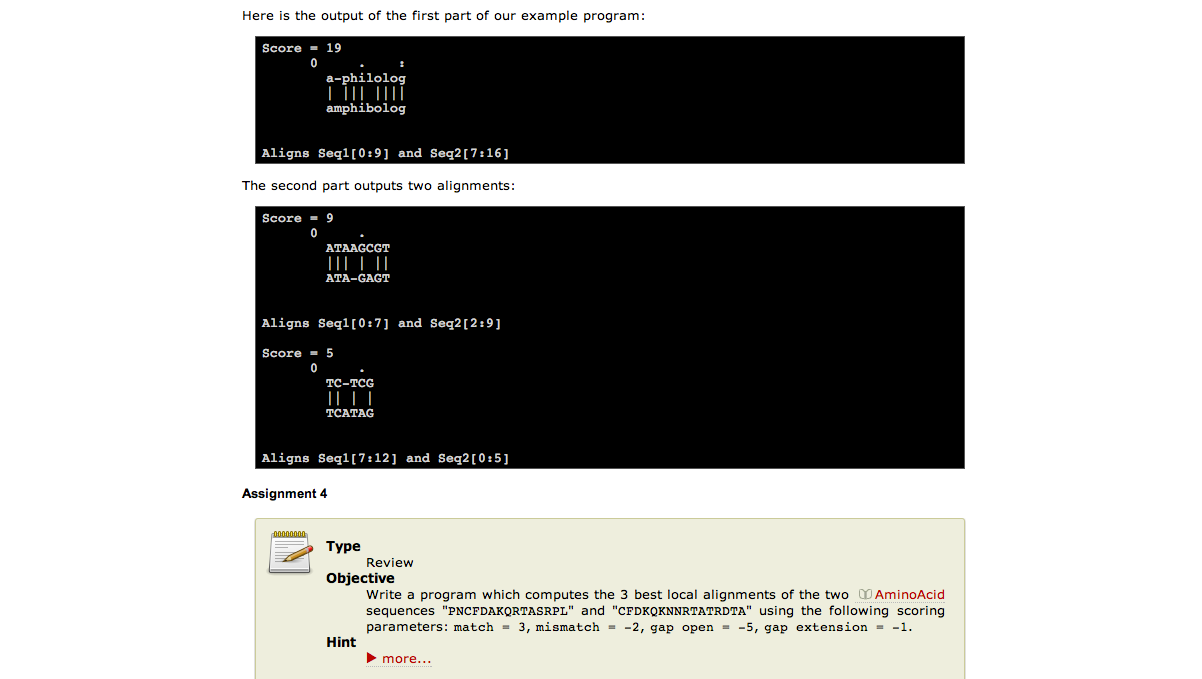 Here is the output of the first part of our example program:
Score = 19
0     .    :
a-philolog
| ||| ||||
amphibolog
Aligns Seq1[0:9] and Seq2[7:16]
The second part outputs two alignments:
Score = 9
0     .
ATAAGCGT
||| | ||
ATA-GAGT
Aligns Seq1[0:7] and Seq2[2:9]
Score = 5
0     .
TC-TCG
|| | |
TCATAG
Aligns Seq1[7:12] and Seq2[0:5]
Assignment 4
Type
Review
Objective
Write a program which computes the 3 best local alignments of the two AminoAcid
sequences "PNCFDAKQRTASRPL" and "CFDKQKNNRTATRDTA" using the following scoring
parameters: match = 3, mismatch = -2, gap open = -5, gap extension = -1.
Hint
more...